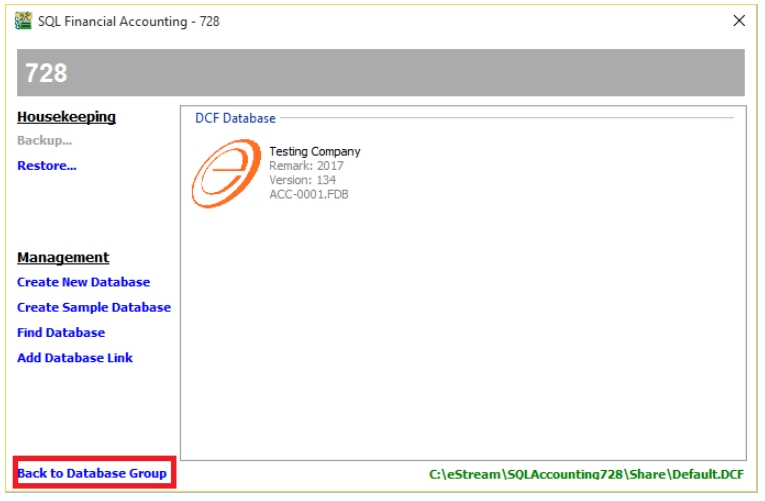 SQL Financial Accounting - 728
728
Housekeeping
Backup...
Restore...
Management
Create New Database
Create Sample Database
Find Database
Add Database Link
Back to Database Group
DCF Database
Testing Company
Remark: 2017
Version: 134
ACC-0001.FDB
C:\eStream\SQLAccounting728\Share\Default.DCF